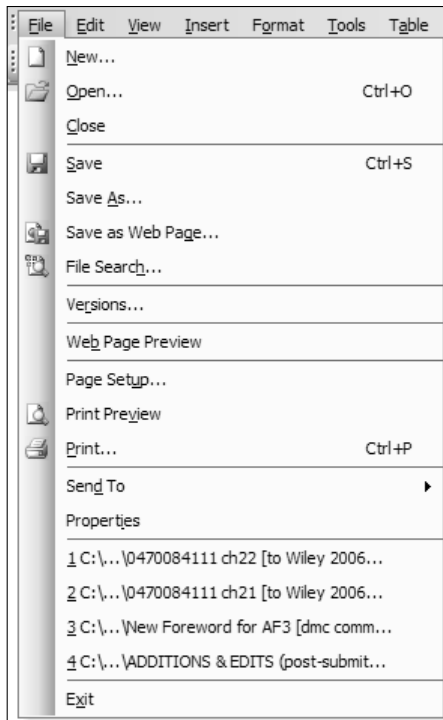 File Edit View Insert Format Tools Table
New...
Open... Ctrl+O
Close
Save Ctrl+S
Save As...
Save as Web Page...
File Search...
Versions...
Web Page Preview
Page Setup...
Print Preview
Print... Ctrl+P
Send To
Properties
1 C:\...\0470084111 ch22 [to Wiley 2006...
2 C:\...\0470084111 ch21 [to Wiley 2006...
3 C:\...\New Foreword for AF3 [dmc comm...
4 C:\...\ADDITIONS & EDITS (post-submit...
Exit